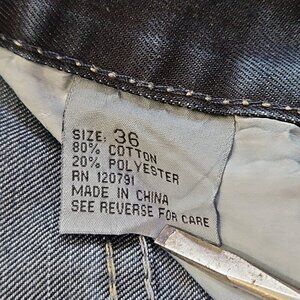 SIZE: 36
80% COTTON
20% POLYESTER
RN 120791
MADE IN CHINA
SEE REVERSE FOR CARE